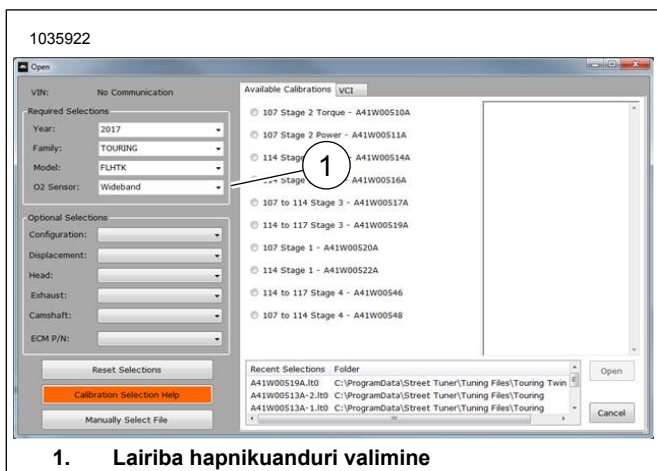 1035922
Open
VIN: No Communication
Required Selections
Year: 2017
Family: TOURING
Model: FLHTK
O2 Sensor: Wideband
Optional Selections
Configuration:
Displacement:
Head:
Exhaust:
Camshaft:
ECM P/N:
Reset Selections
Calibration Selection Help
Manually Select File
Available Calibrations VCI
107 Stage 2 Torque - A41W00510A
107 Stage 2 Power - A41W00511A
114 Stage A41W00514A
114 Stage A41W00516A
107 to 114 Stage 3 - A41W00517A
114 to 117 Stage 3 - A41W00519A
107 Stage 1 - A41W00520A
114 Stage 1 - A41W00522A
114 to 117 Stage 4 - A41W00546
107 to 114 Stage 4 - A41W00548
1
Recent Selections Folder
A41W00519A.lt0 C:\ProgramData\Street Tuner\Tuning Files\Touring Twin
A41W00513A-2.lt0 C:\ProgramData\Street Tuner\Tuning Files\Touring
A41W00513A-1.lt0 C:\ProgramData\Street Tuner\Tuning Files\Touring
Open
Cancel
1. Lairiba hapnikuanduri valimine